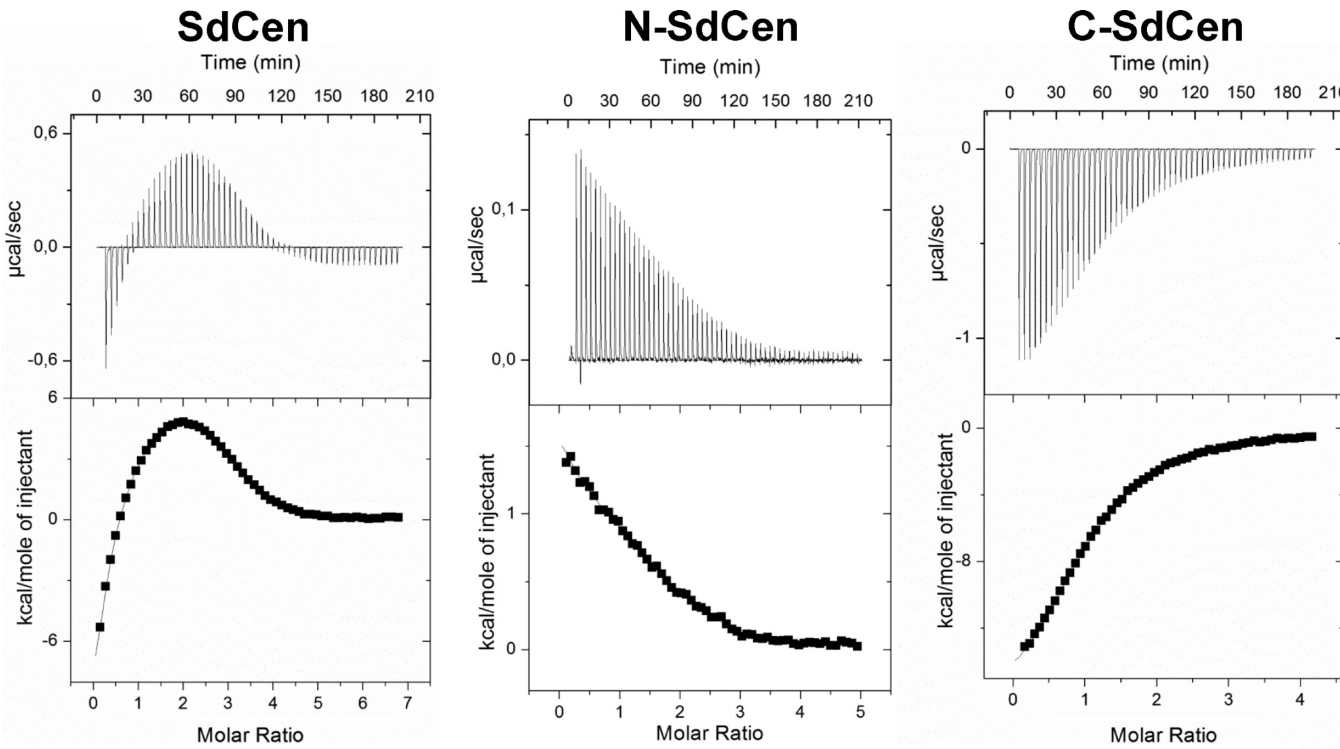 SdCen
Time (min)
0 30 60 90 120 150 180 210
0,6
0,0
-0,6
µcal/sec
6
0
-6
kcal/mole of injectant
0 1 2 3 4 5 6 7
Molar Ratio
N-SdCen
Time (min)
0 30 60 90 120 150 180 210
0,1
0,0
µcal/sec
1
0
kcal/mole of injectant
0 1 2 3 4 5
Molar Ratio
C-SdCen
Time (min)
0 30 60 90 120 150 180 210
0
-1
µcal/sec
0
-8
kcal/mole of injectant
0 1 2 3 4
Molar Ratio